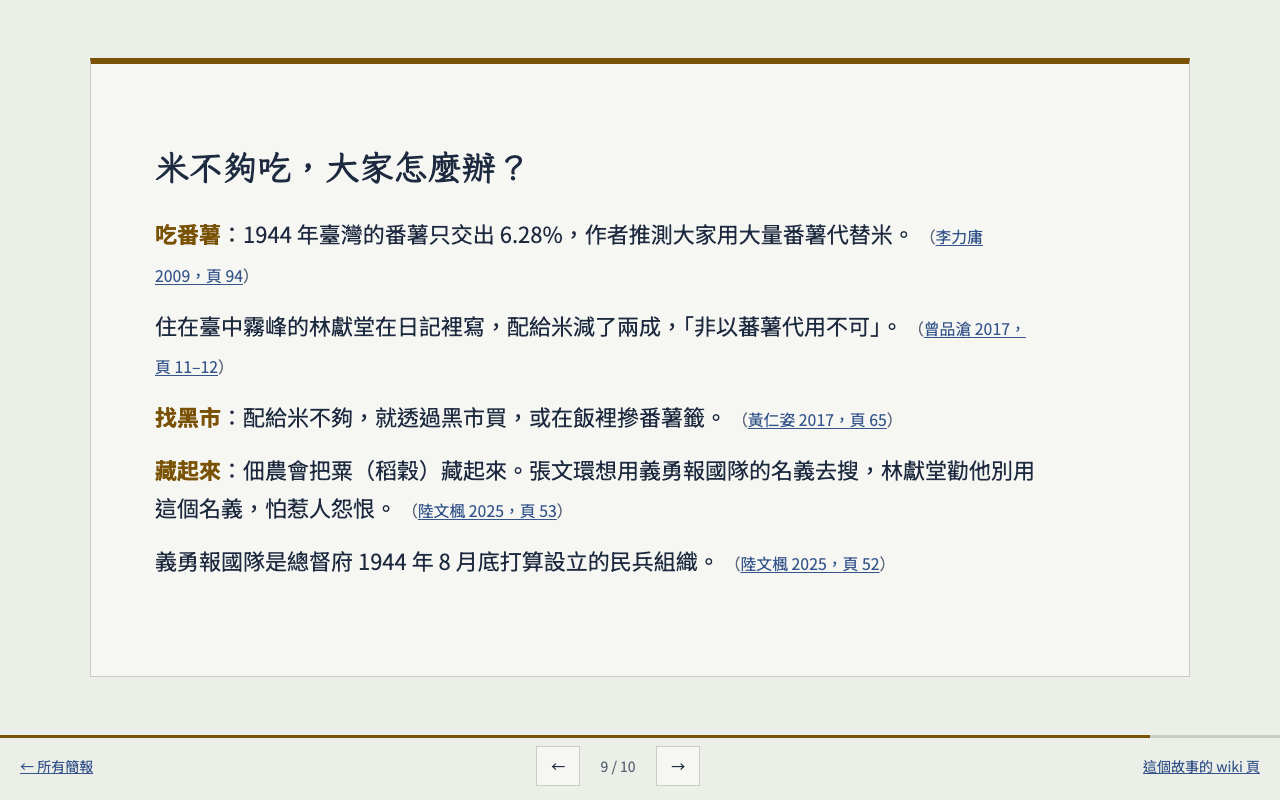 米不夠吃，大家怎麼辦？
吃番薯：1944 年臺灣的番薯只交出 6.28%，作者推測大家用大量番薯代替米。（李力庸
2009，頁 94）
住在臺中霧峰的林獻堂在日記裡寫，配給米減了兩成，「非以蕃薯代用不可」。（曾品滄 2017，
頁 11–12）
找黑市：配給米不夠，就透過黑市買，或在飯裡摻番薯籤。（黃仁姿 2017，頁 65）
藏起來：佃農會把粟（稻穀）藏起來。張文環想用義勇報國隊的名義去搜，林獻堂勸他別用
這個名義，怕惹人怨恨。（陸文楓 2025，頁 53）
義勇報國隊是總督府 1944 年 8 月底打算設立的民兵組織。（陸文楓 2025，頁 52）
← 所有簡報
←
9 / 10
→
這個故事的 wiki 頁